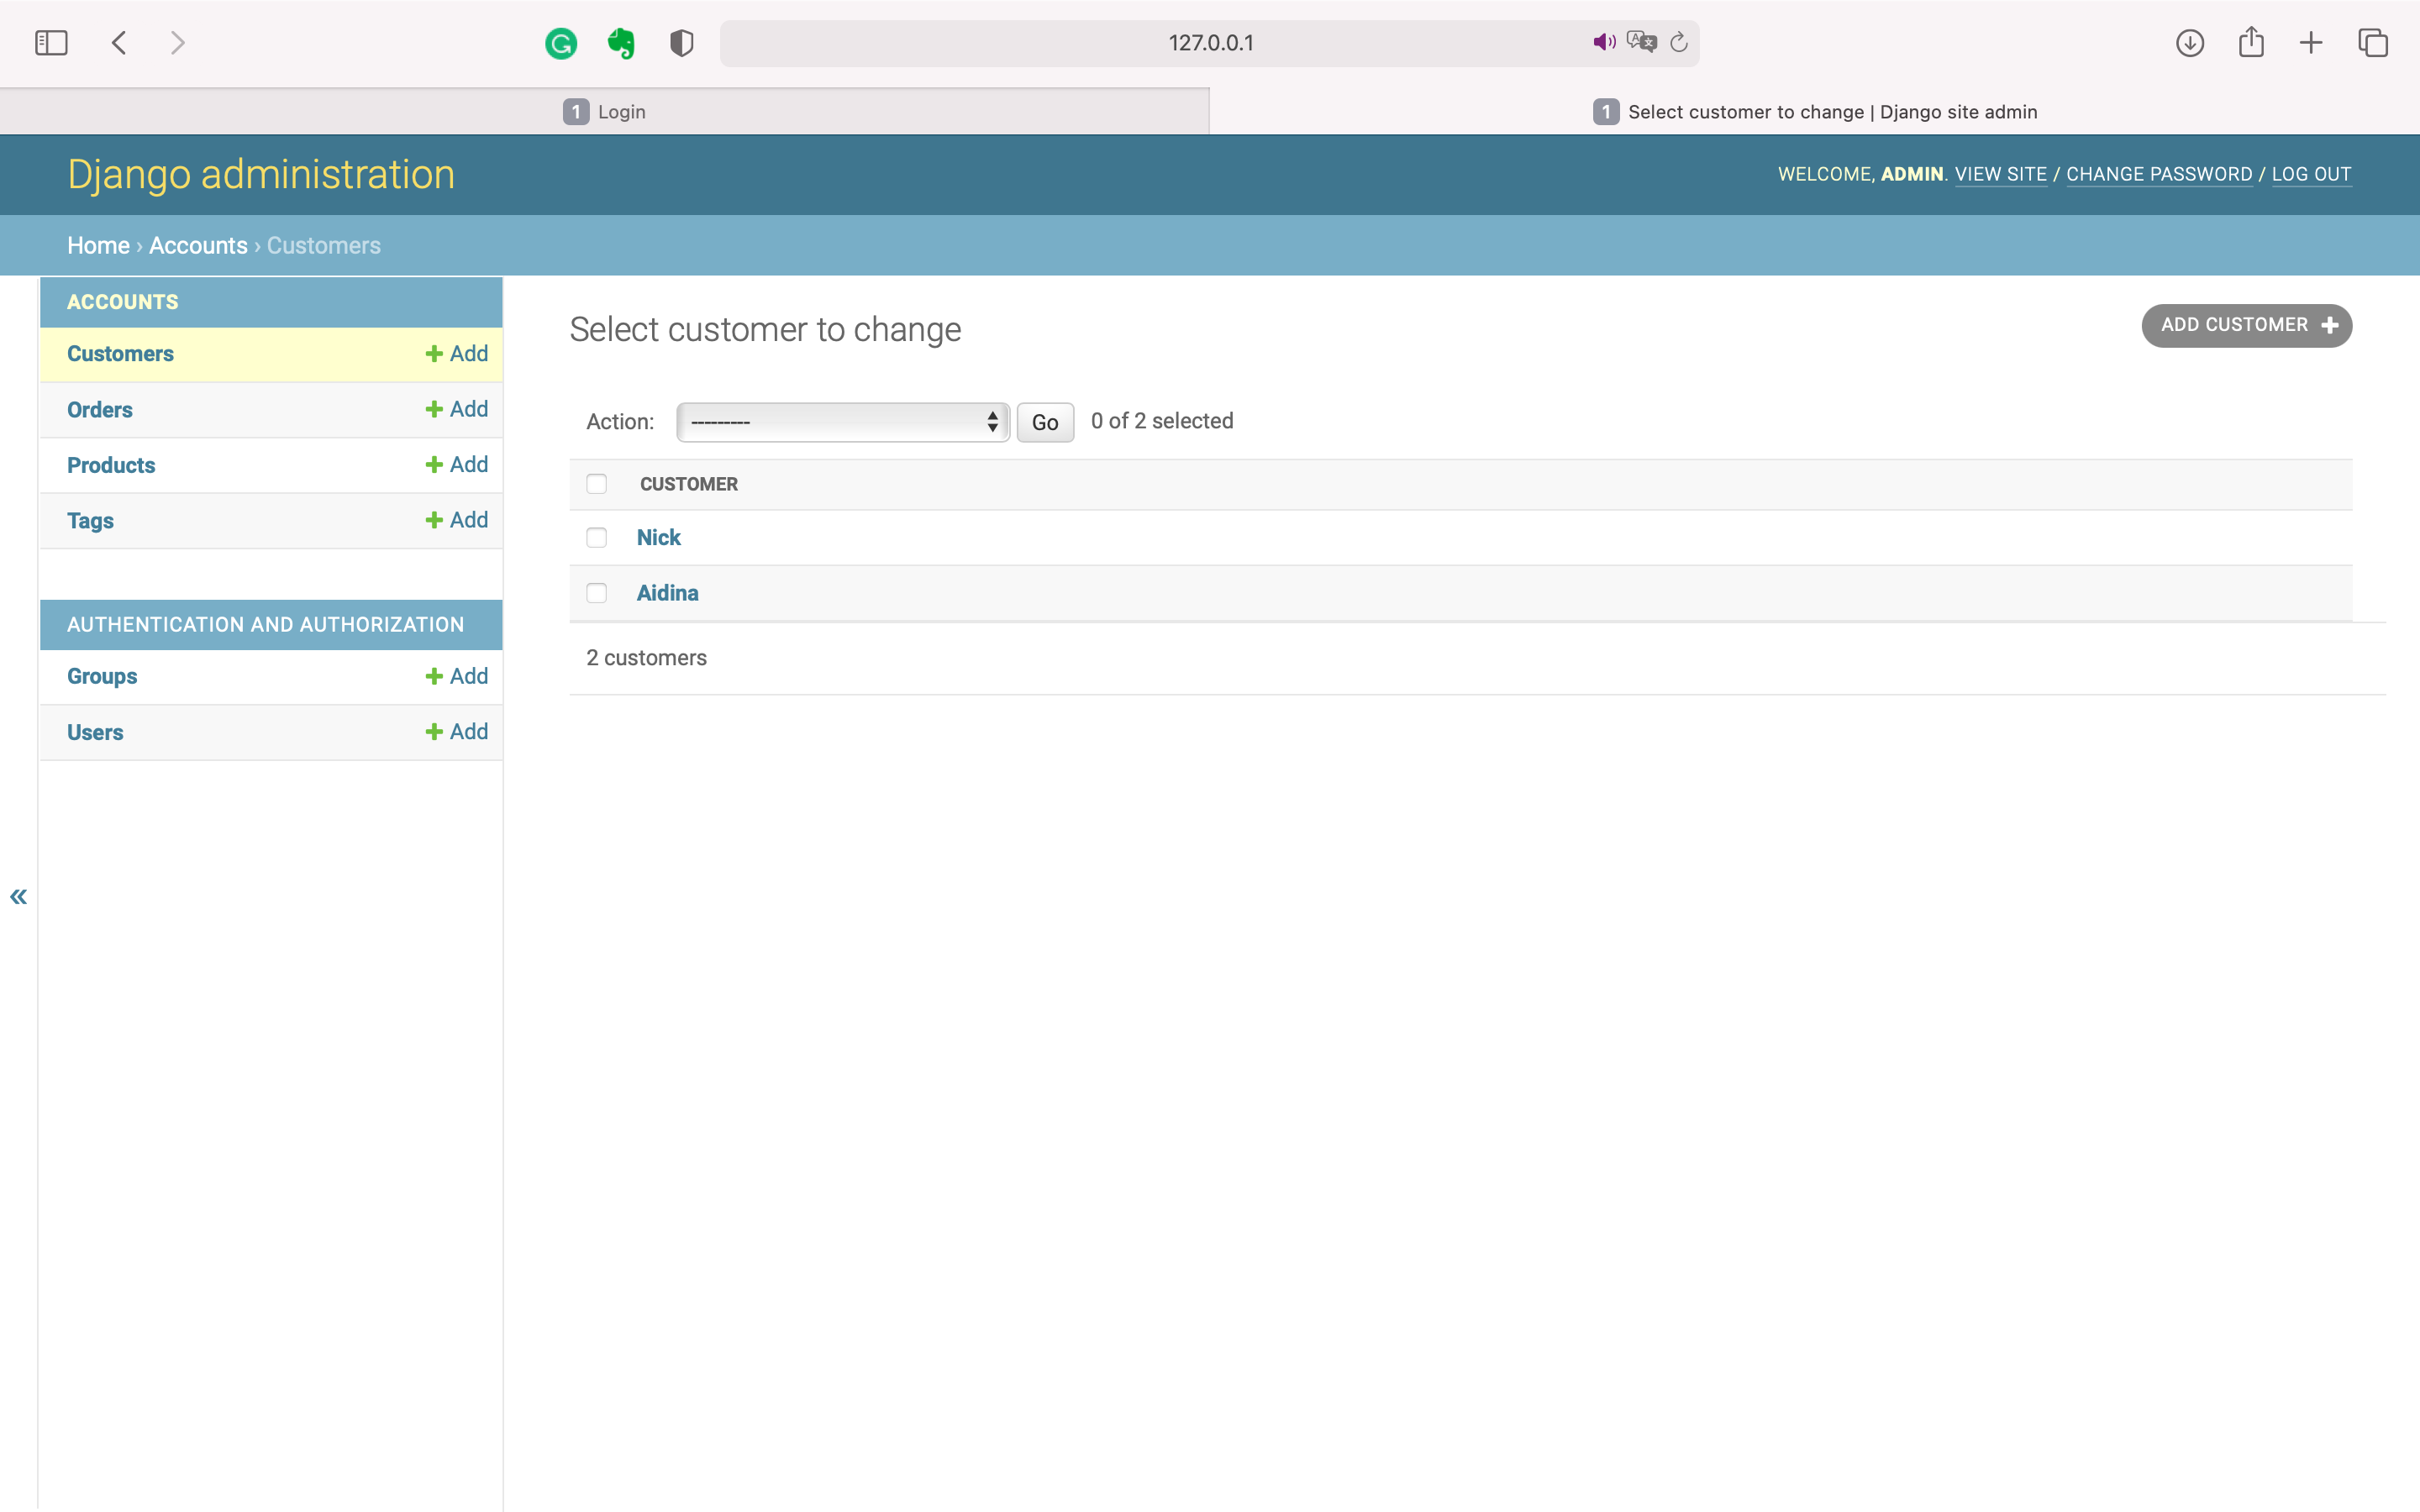 127.0.0.1
1 Login
1 Select customer to change | Django site admin
Django administration
WELCOME, ADMIN. VIEW SITE / CHANGE PASSWORD / LOG OUT
Home › Accounts › Customers
ACCOUNTS
Customers + Add
Orders + Add
Products + Add
Tags + Add
AUTHENTICATION AND AUTHORIZATION
Groups + Add
Users + Add
«
Select customer to change
ADD CUSTOMER +
Action: --------- Go 0 of 2 selected
CUSTOMER
Nick
Aidina
2 customers